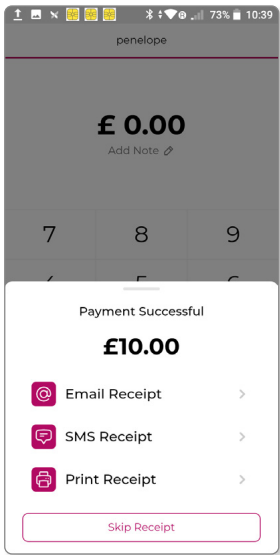 73% 10:39
penelope
£ 0.00
Add Note
7 8 9
Payment Successful
£10.00
Email Receipt
SMS Receipt
Print Receipt
Skip Receipt